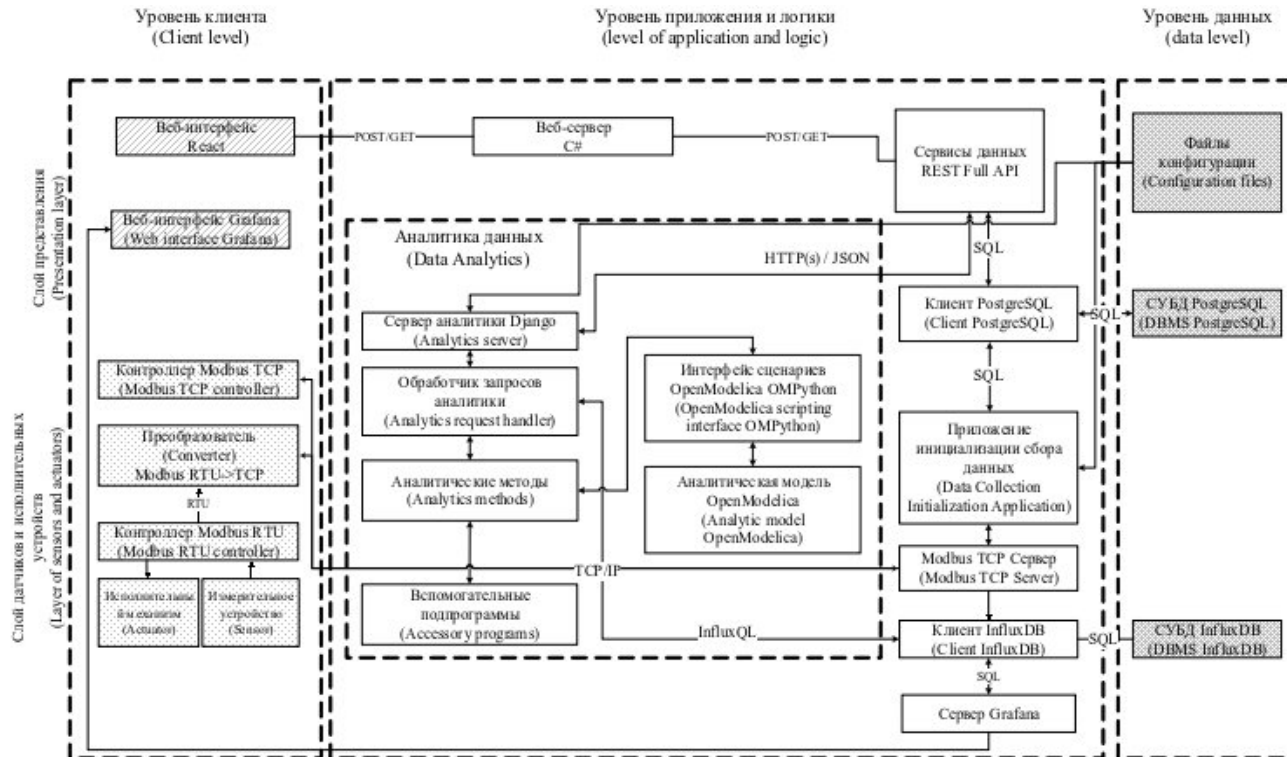 Уровень клиента
(Client level)
Уровень приложения и логики
(level of application and logic)
Уровень данных
(data level)
Слой представления
(Presentation layer)
Слой датчиков и исполнительных
устройств
(Layer of sensors and actuators)
Веб-интерфейс
React
POST/GET
Веб-сервер
C#
POST/GET
Сервисы данных
REST Full API
Файлы
конфигурации
(Configuration files)
Веб-интерфейс Grafana
(Web interface Grafana)
Аналитика данных
(Data Analytics)
HTTP(s) / JSON
SQL
Сервер аналитики Django
(Analytics server)
Клиент PostgreSQL
(Client PostgreSQL)
SQL
СУБД PostgreSQL
(DBMS PostgreSQL)
Контроллер Modbus TCP
(Modbus TCP controller)
Обработчик запросов
аналитики
(Analytics request handler)
Интерфейс сценариев
OpenModelica OMPython
(OpenModelica scripting
interface OMPython)
SQL
Преобразователь
(Converter)
Modbus RTU->TCP
RTU
Аналитические методы
(Analytics methods)
Аналитическая модель
OpenModelica
(Analytic model
OpenModelica)
Приложение
инициализации сбора
данных
(Data Collection
Initialization Application)
Контроллер Modbus RTU
(Modbus RTU controller)
TCP/IP
Modbus TCP Сервер
(Modbus TCP Server)
Исполнительны
й механизм
(Actuator)
Измерительное
устройство
(Sensor)
Вспомогательные
подпрограммы
(Accessory programs)
InfluxQL
Клиент InfluxDB
(Client InfluxDB)
SQL
СУБД InfluxDB
(DBMS InfluxDB)
SQL
Сервер Grafana